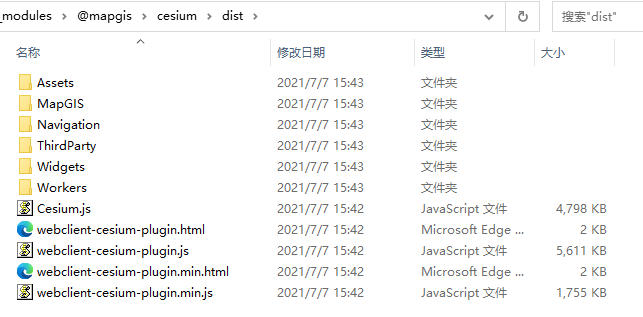 _modules > @mapgis > cesium > dist >
搜索"dist"
名称 修改日期 类型 大小
Assets 2021/7/7 15:43 文件夹
MapGIS 2021/7/7 15:43 文件夹
Navigation 2021/7/7 15:43 文件夹
ThirdParty 2021/7/7 15:43 文件夹
Widgets 2021/7/7 15:43 文件夹
Workers 2021/7/7 15:43 文件夹
Cesium.js 2021/7/7 15:42 JavaScript 文件 4,798 KB
webclient-cesium-plugin.html 2021/7/7 15:42 Microsoft Edge ... 2 KB
webclient-cesium-plugin.js 2021/7/7 15:42 JavaScript 文件 5,611 KB
webclient-cesium-plugin.min.html 2021/7/7 15:42 Microsoft Edge ... 2 KB
webclient-cesium-plugin.min.js 2021/7/7 15:42 JavaScript 文件 1,755 KB